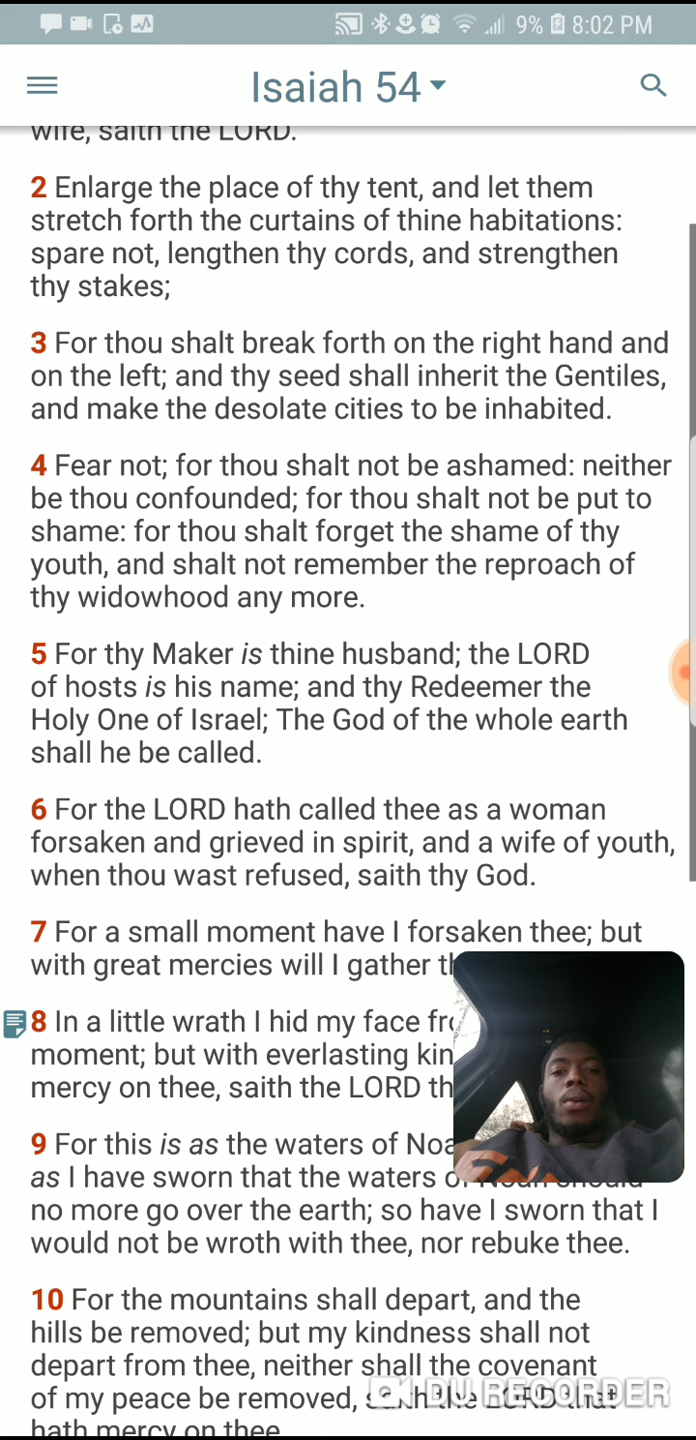 9% 8:02 PM
Isaiah 54
wife, saith the LORD.
2 Enlarge the place of thy tent, and let them
stretch forth the curtains of thine habitations:
spare not, lengthen thy cords, and strengthen
thy stakes;
3 For thou shalt break forth on the right hand and
on the left; and thy seed shall inherit the Gentiles,
and make the desolate cities to be inhabited.
4 Fear not; for thou shalt not be ashamed: neither
be thou confounded; for thou shalt not be put to
shame: for thou shalt forget the shame of thy
youth, and shalt not remember the reproach of
thy widowhood any more.
5 For thy Maker is thine husband; the LORD
of hosts is his name; and thy Redeemer the
Holy One of Israel; The God of the whole earth
shall he be called.
6 For the LORD hath called thee as a woman
forsaken and grieved in spirit, and a wife of youth,
when thou wast refused, saith thy God.
7 For a small moment have I forsaken thee; but
with great mercies will I gather
8 In a little wrath I hid my face
moment; but with everlasting
mercy on thee, saith the LORD
9 For this is as the waters of
as I have sworn that the waters of Noah should
no more go over the earth; so have I sworn that I
would not be wroth with thee, nor rebuke thee.
10 For the mountains shall depart, and the
hills be removed; but my kindness shall not
depart from thee, neither shall the covenant
of my peace be removed, saith the LORD that
hath mercy on thee
DU RECORDER